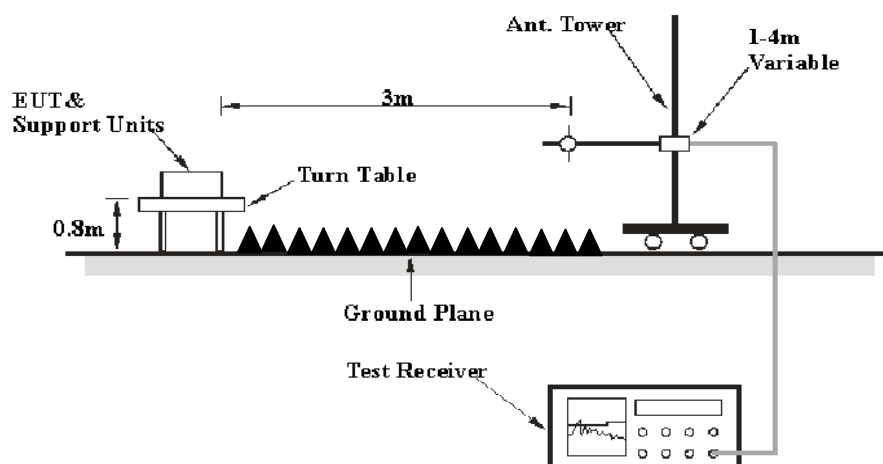 Ant. Tower
1-4m
Variable
3m
EUT &
Support Units
Turn Table
0.8m
Ground Plane
Test Receiver